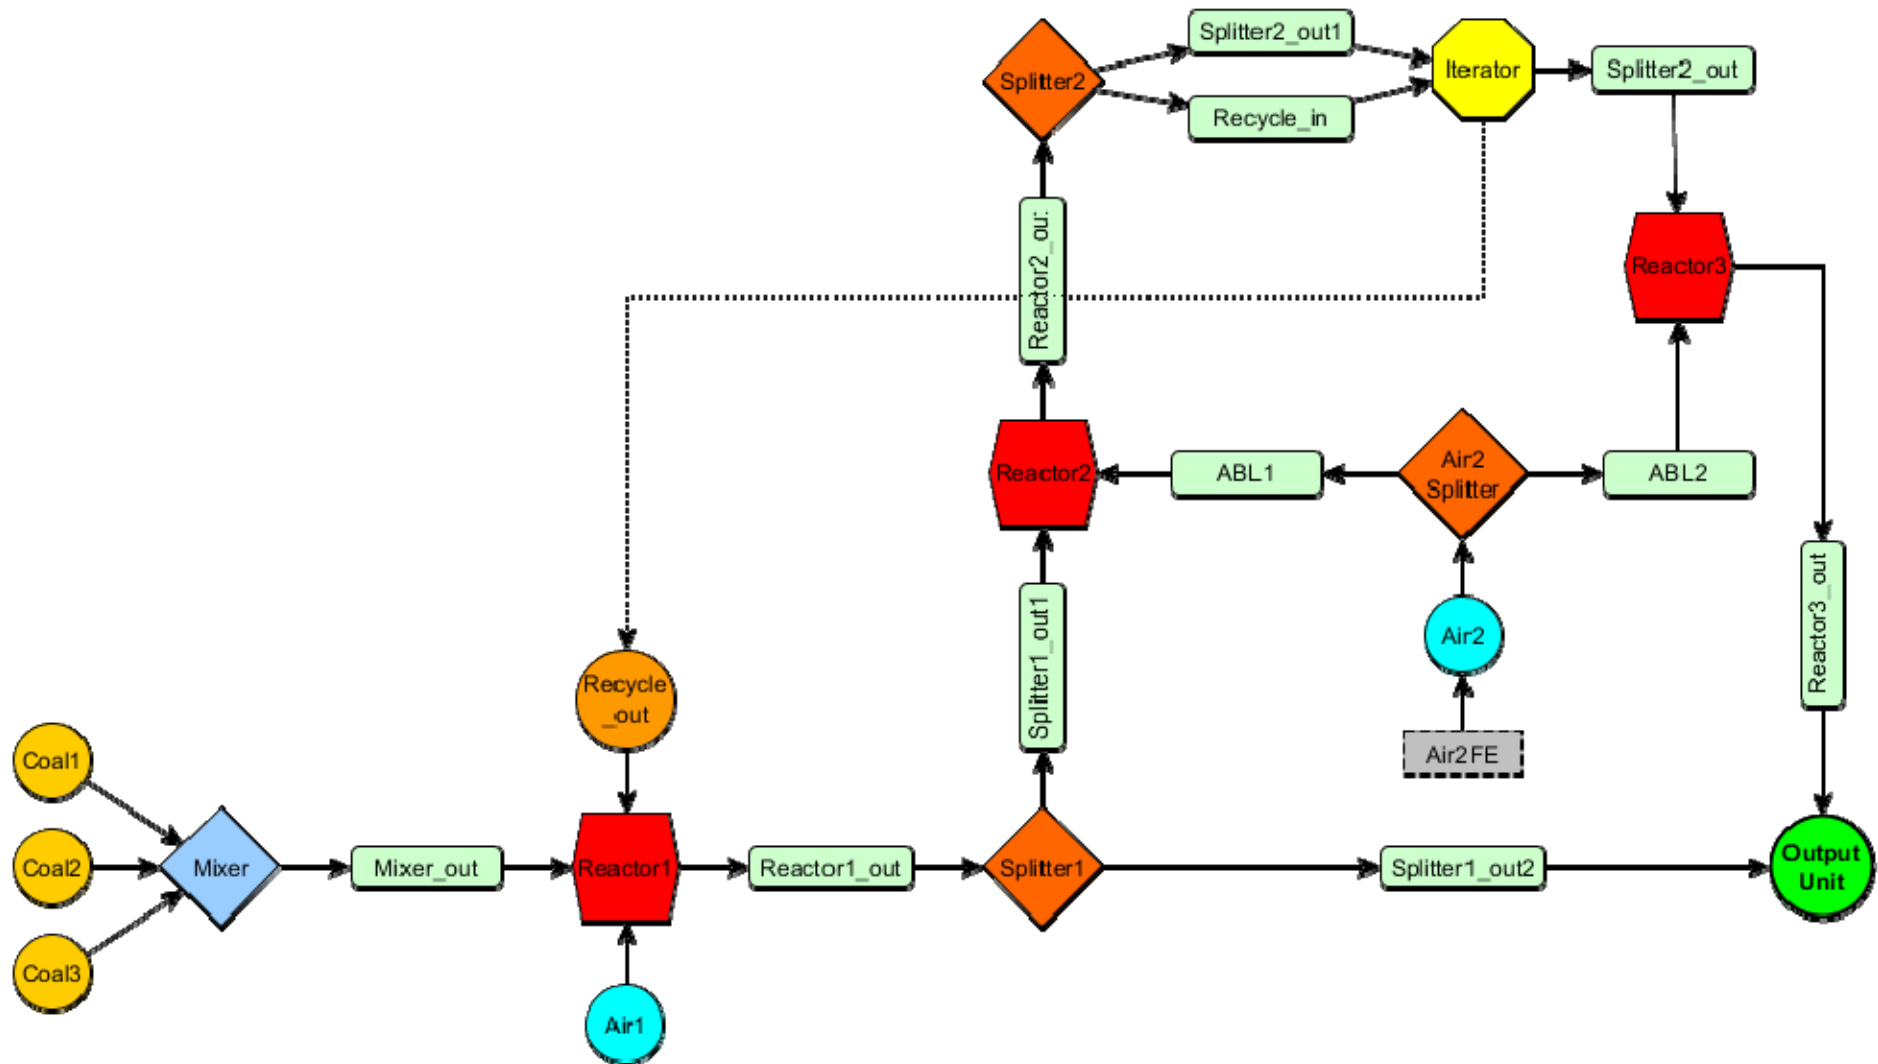 Splitter2_out1
Splitter2
Iterator
Splitter2_out
Recycle_in
Reactor2_ou:
Reactor3
Reactor2
ABL1
Air2
Splitter
ABL2
Splitter1_out1
Air2
Reactor3_out
Recycle
_out
Air2FE
Coal1
Coal2
Mixer
Mixer_out
Reactor1
Reactor1_out
Splitter1
Splitter1_out2
Output
Unit
Coal3
Air1